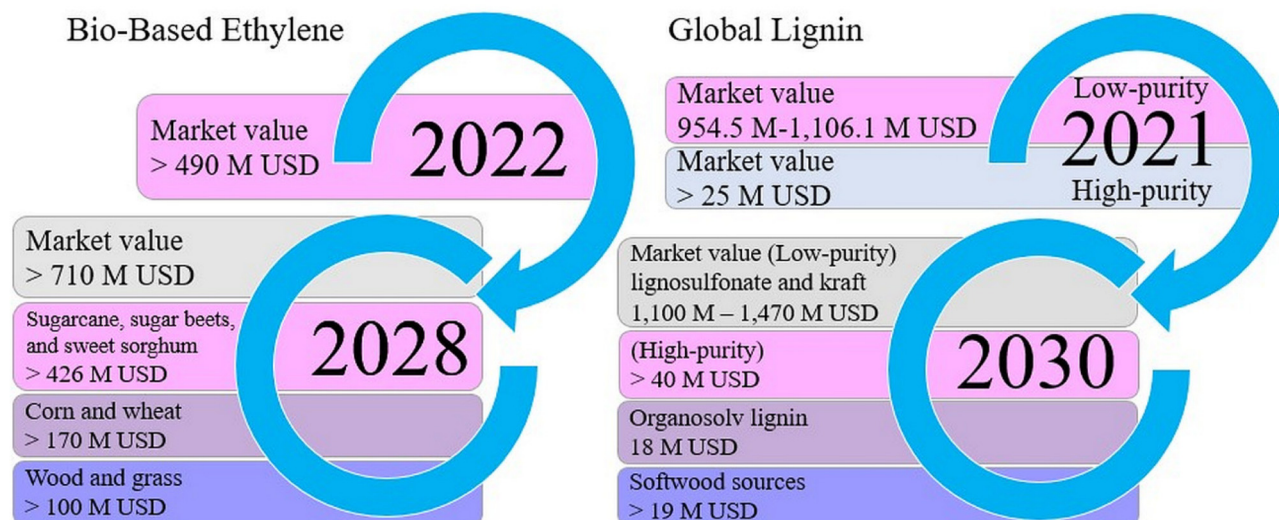 Bio-Based Ethylene
Market value
> 490 M USD
2022
Market value
> 710 M USD
Sugarcane, sugar beets,
and sweet sorghum
> 426 M USD
2028
Corn and wheat
> 170 M USD
Wood and grass
> 100 M USD
Global Lignin
Market value
954.5 M-1,106.1 M USD
Low-purity
2021
High-purity
Market value
> 25 M USD
Market value (Low-purity)
lignosulfonate and kraft
1,100 M – 1,470 M USD
(High-purity)
> 40 M USD
2030
Organosolv lignin
18 M USD
Softwood sources
> 19 M USD